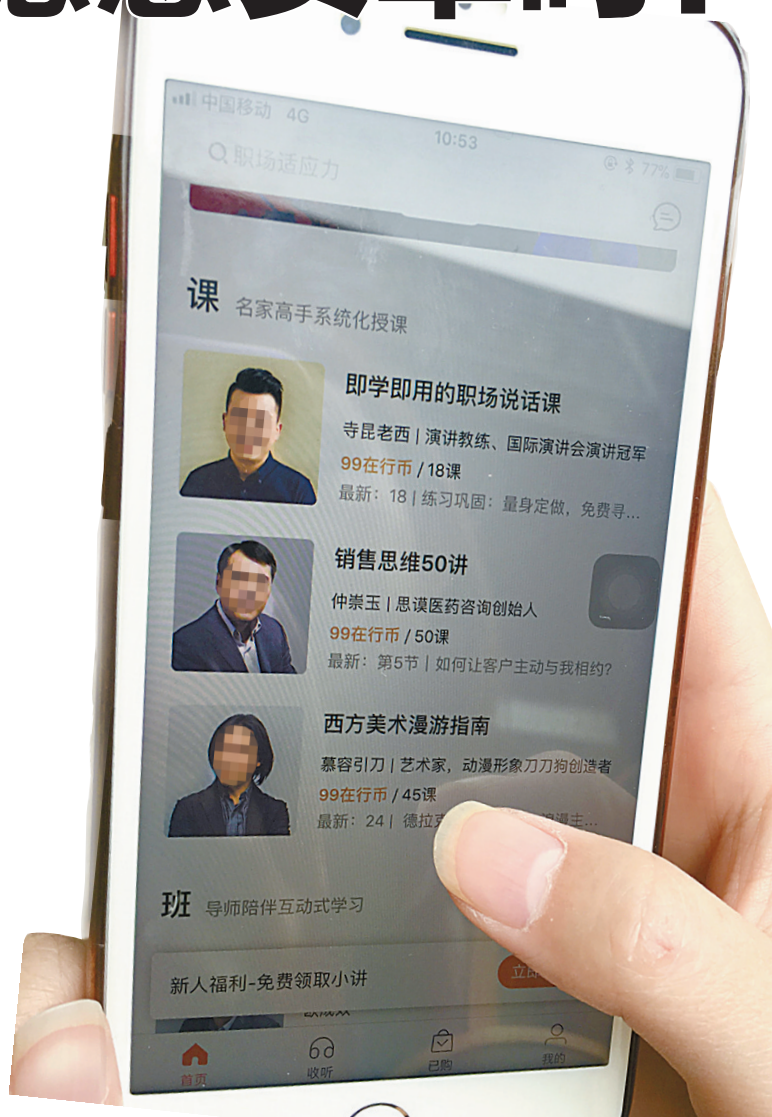 中国移动 4G 10:53 77%
职场适应力
课 名家高手系统化授课
即学即用的职场说话课
寺昆老西 | 演讲教练、国际演讲会演讲冠军
99在行币 / 18课
最新：18 | 练习巩固：量身定做，免费寻...
销售思维50讲
仲崇玉 | 思谟医药咨询创始人
99在行币 / 50课
最新：第5节 | 如何让客户主动与我相约？
西方美术漫游指南
慕容引刀 | 艺术家，动漫形象刀刀狗创造者
99在行币 / 45课
最新：24 | 德拉克 浪漫主...
班 导师陪伴互动式学习
新人福利-免费领取小讲 立即
首页 收听 已购 我的